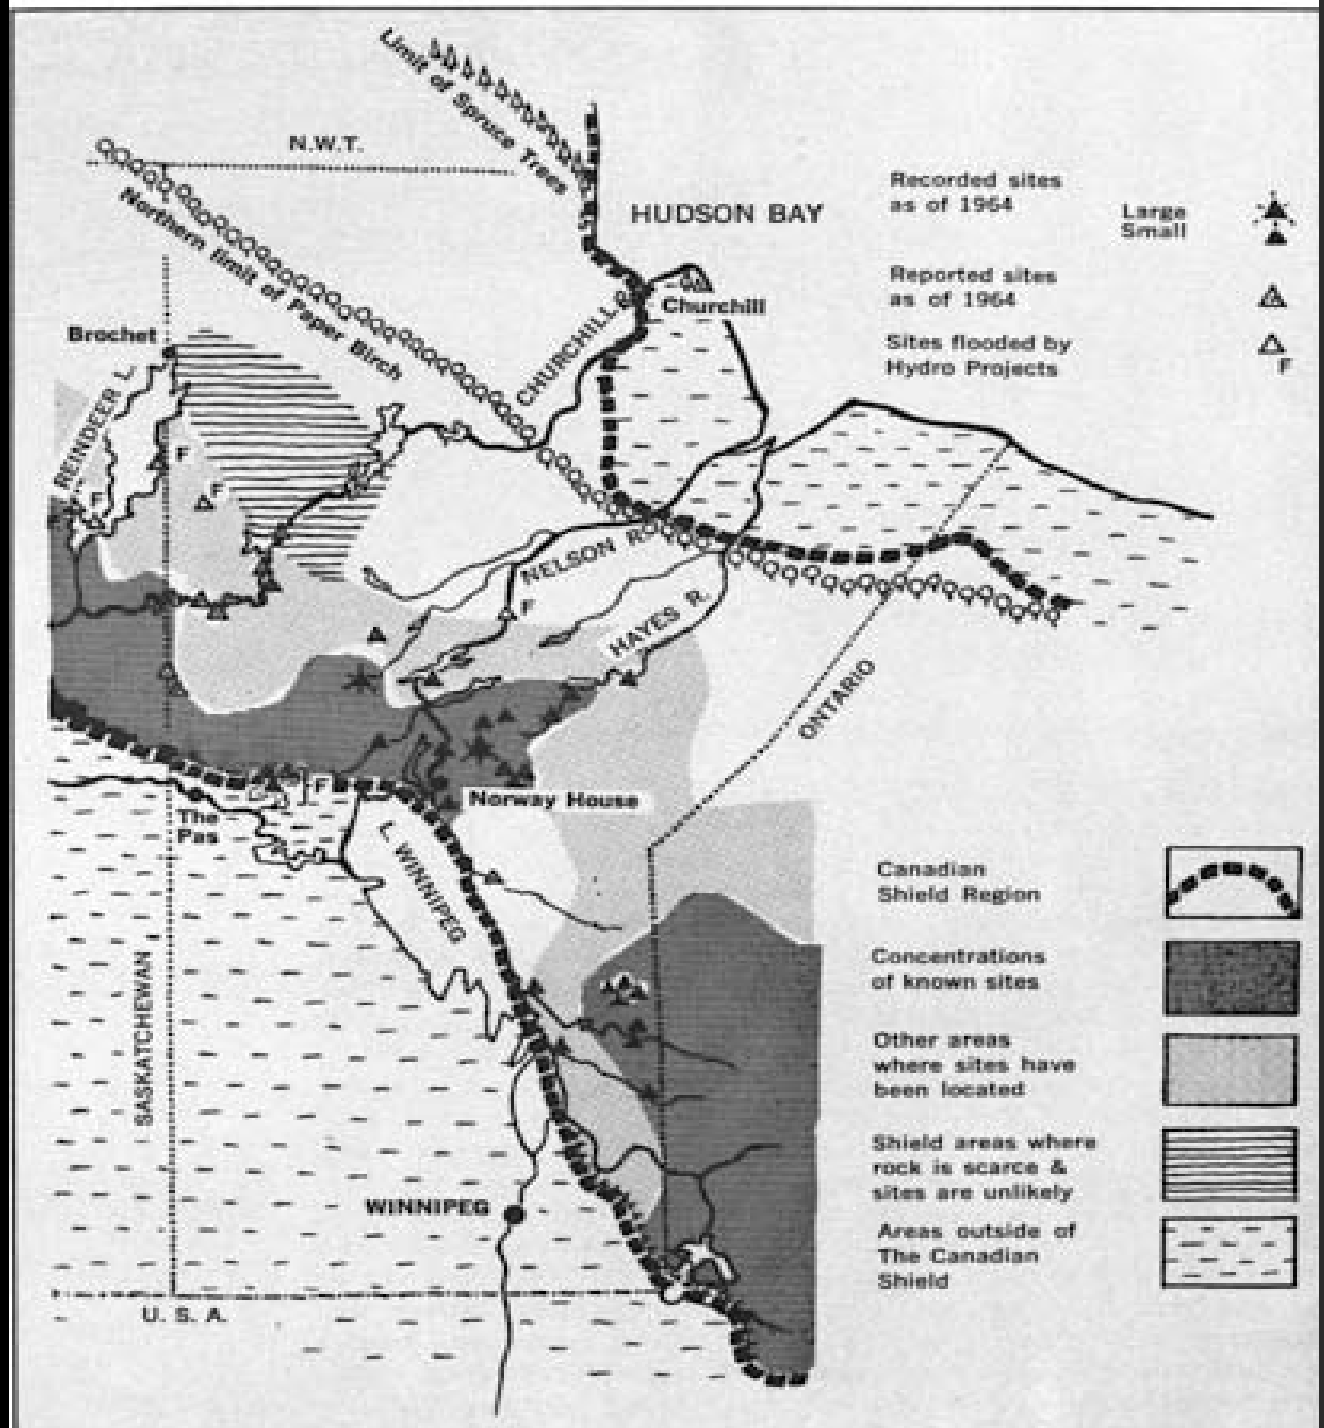 Limit of Spruce Trees
N.W.T.
Northern limit of Paper Birch
HUDSON BAY
Recorded sites
as of 1964
Large
Small
Reported sites
as of 1964
Sites flooded by
Hydro Projects
F
Churchill
CHURCHILL
Brochet
REINDEER L.
F
F
F
NELSON R.
F
HAYES R.
ONTARIO
F
Norway House
The
Pas
L. WINNIPEG
SASKATCHEWAN
WINNIPEG
U.S.A.
Canadian
Shield Region
Concentrations
of known sites
Other areas
where sites have
been located
Shield areas where
rock is scarce &
sites are unlikely
Areas outside of
The Canadian
Shield